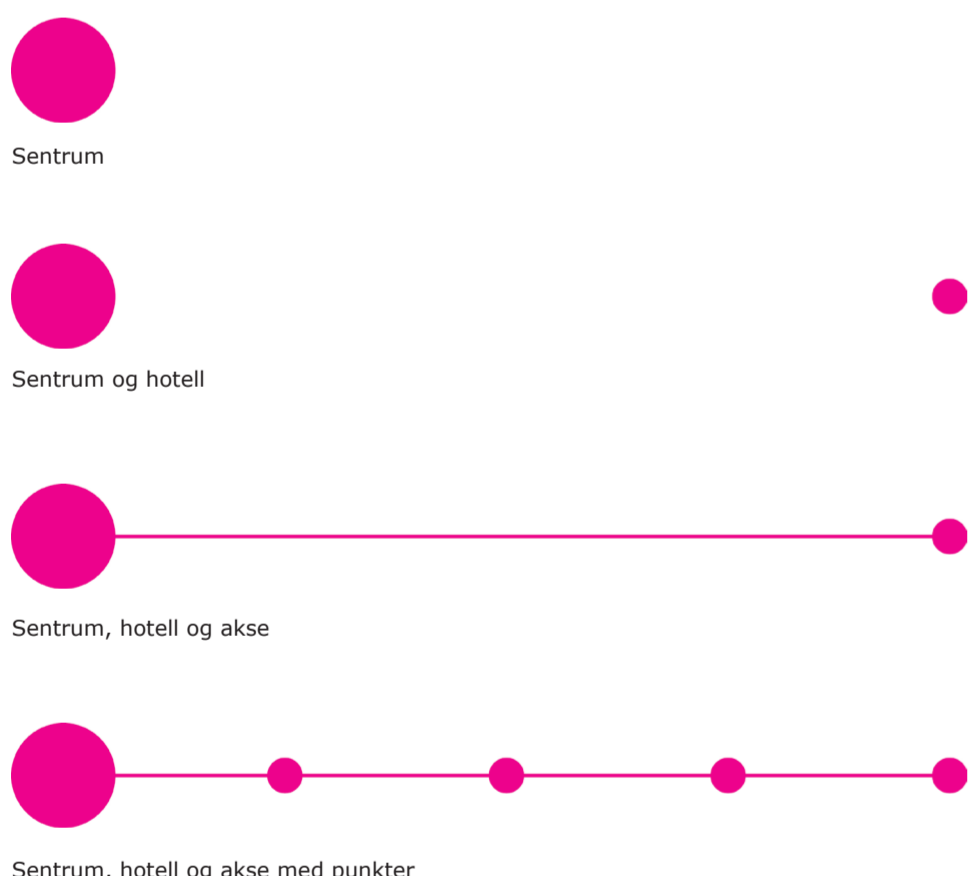 Sentrum
Sentrum og hotell
Sentrum, hotell og akse
Sentrum, hotell og akse med punkter